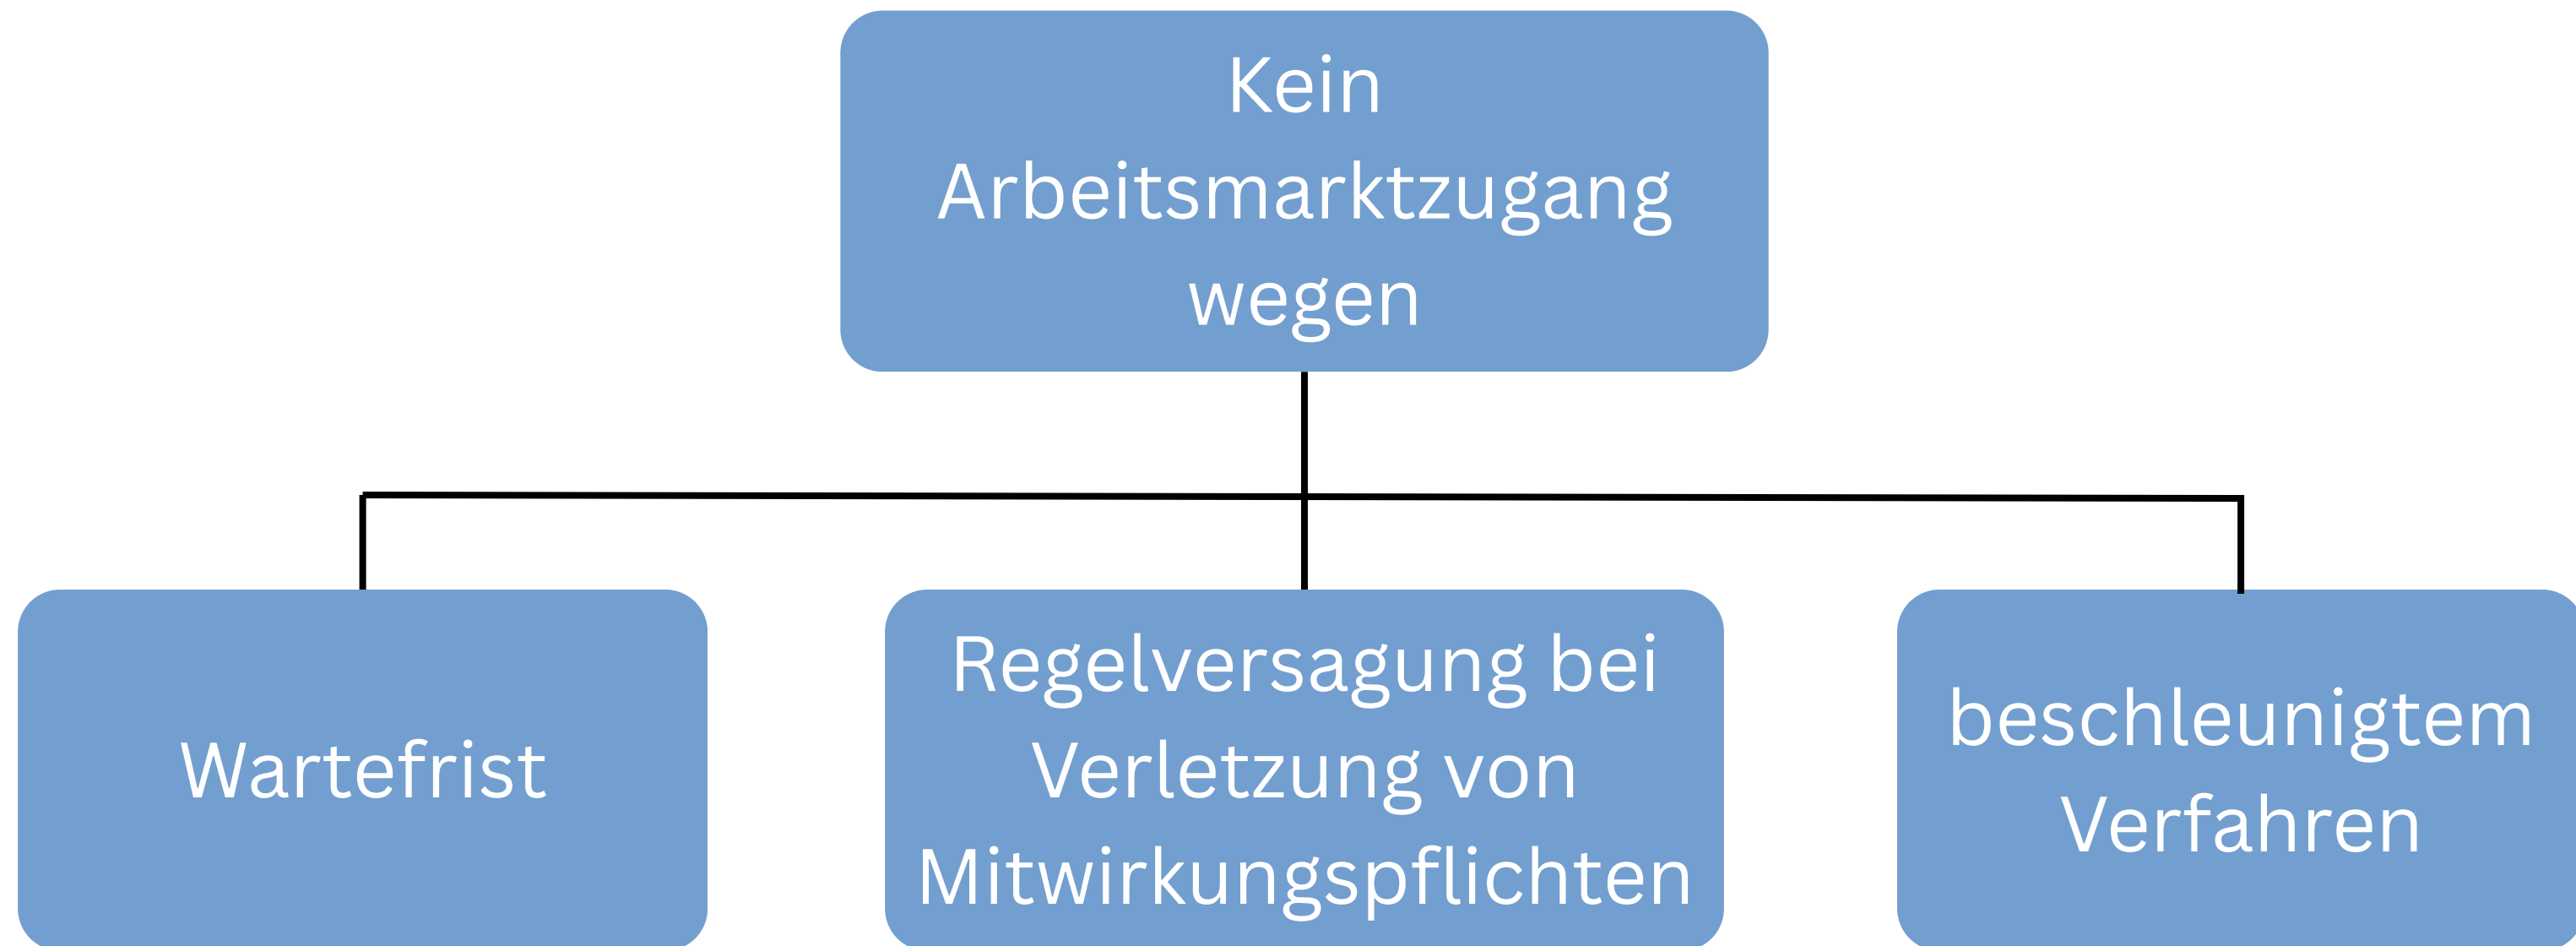 Kein
Arbeitsmarktzugang
wegen
Wartefrist
Regelversagung bei
Verletzung von
Mitwirkungspflichten
beschleunigtem
Verfahren